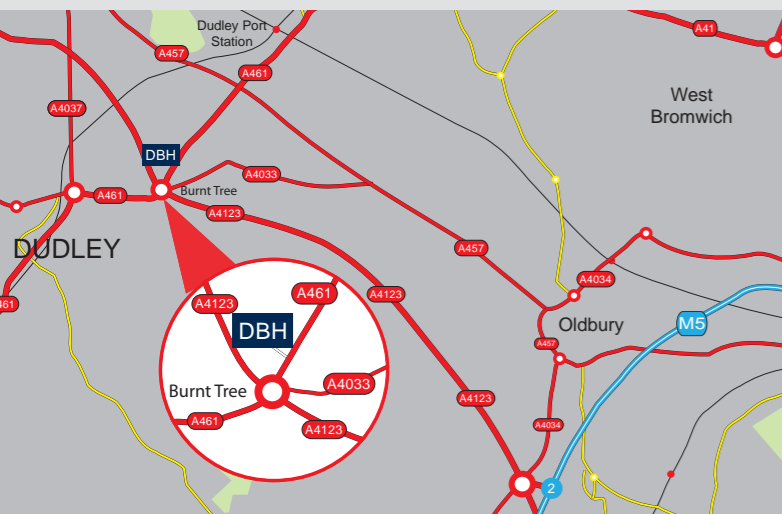 Dudley Port
Station
A457
A41
A461
A4037
West
Bromwich
DBH
A4033
A461
Burnt Tree
A4123
DUDLEY
A457
A4034
A4123
A461
A4123
A461
M5
Oldbury
DBH
A457
Burnt Tree
A4033
A4123
A461
A4034
A4123
2